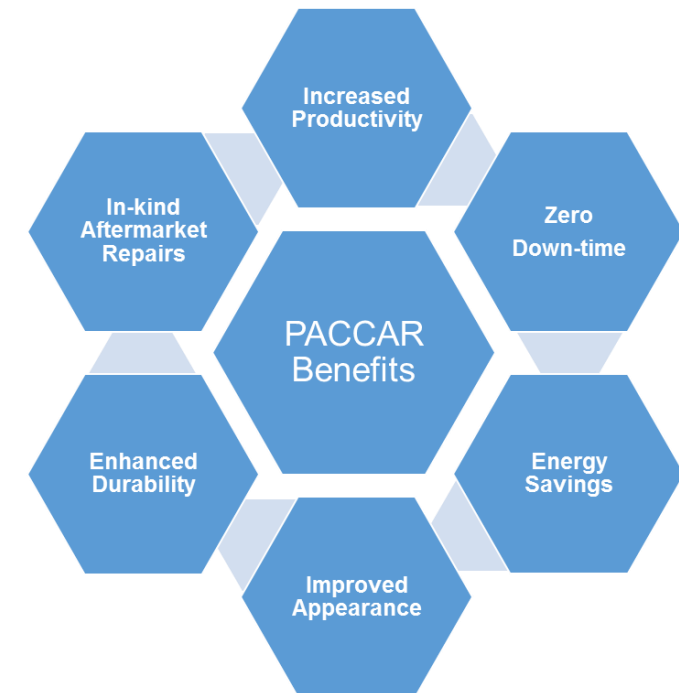 Increased
Productivity
Zero
Down-time
Energy
Savings
Improved
Appearance
Enhanced
Durability
In-kind
Aftermarket
Repairs
PACCAR
Benefits